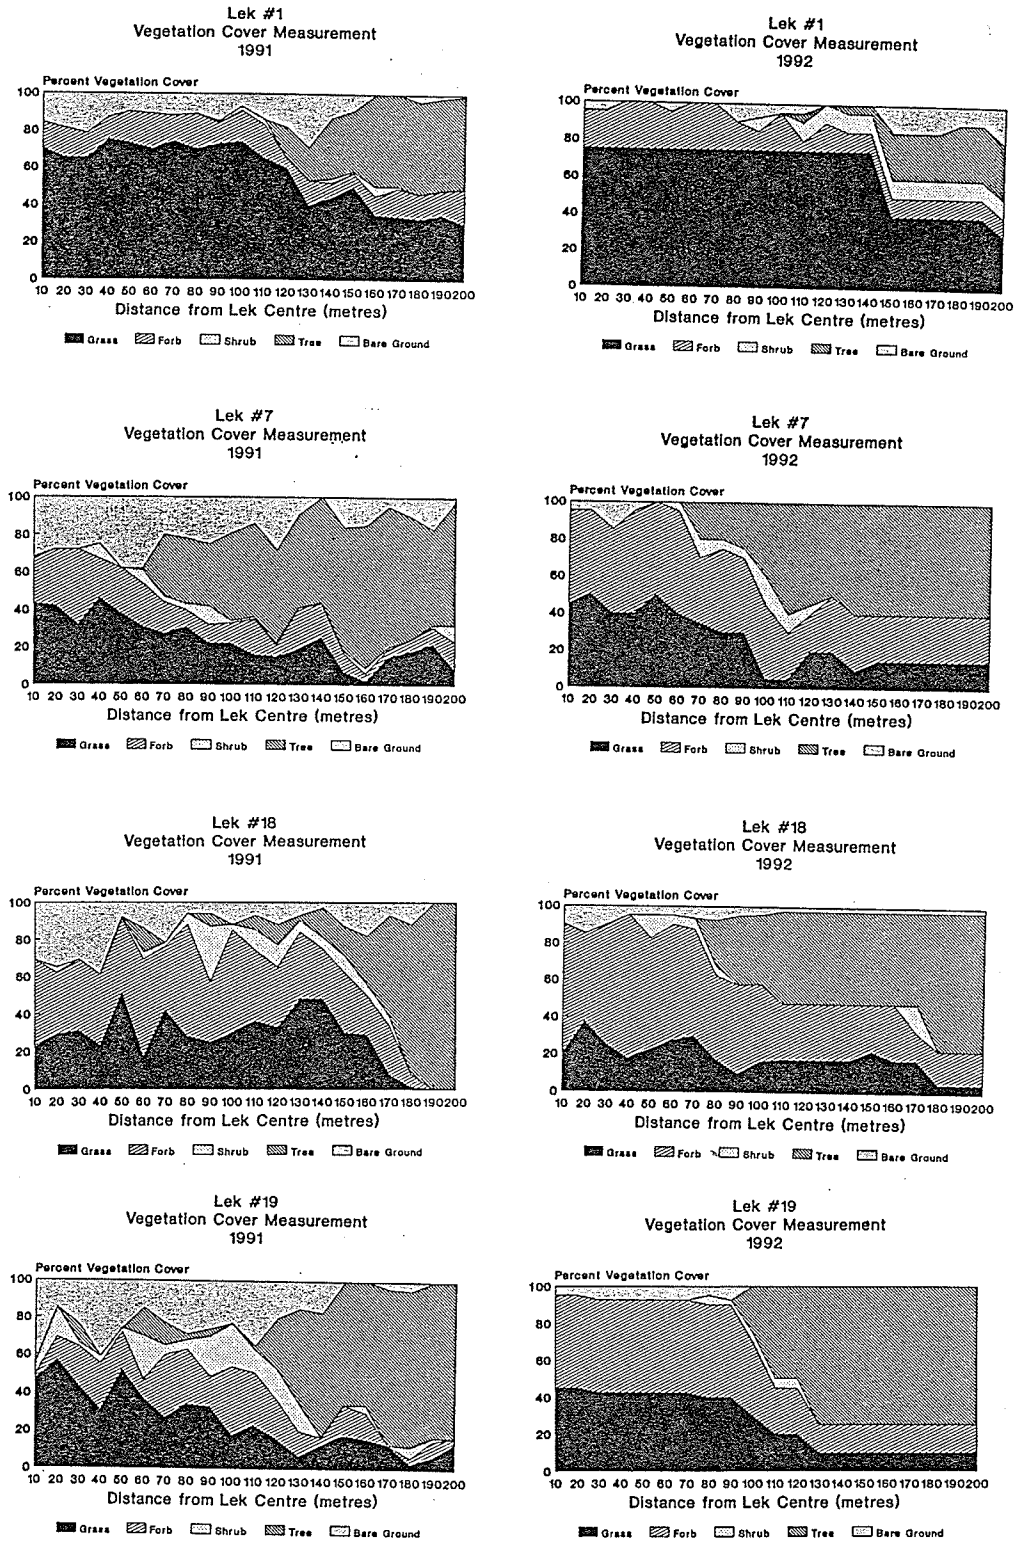 Lek #1
Vegetation Cover Measurement
1991
Percent Vegetation Cover
100
80
60
40
20
0
10 20 30 40 50 60 70 80 90 100 110 120 130 140 150 160 170 180 190 200
Distance from Lek Centre (metres)
Grass Forb Shrub Tree Bare Ground
Lek #1
Vegetation Cover Measurement
1992
Percent Vegetation Cover
100
80
60
40
20
0
10 20 30 40 50 60 70 80 90 100 110 120 130 140 150 160 170 180 190 200
Distance from Lek Centre (metres)
Grass Forb Shrub Tree Bare Ground
Lek #7
Vegetation Cover Measurement
1991
Percent Vegetation Cover
100
80
60
40
20
0
10 20 30 40 50 60 70 80 90 100 110 120 130 140 150 160 170 180 190 200
Distance from Lek Centre (metres)
Grass Forb Shrub Tree Bare Ground
Lek #7
Vegetation Cover Measurement
1992
Percent Vegetation Cover
100
80
60
40
20
0
10 20 30 40 50 60 70 80 90 100 110 120 130 140 150 160 170 180 190 200
Distance from Lek Centre (metres)
Grass Forb Shrub Tree Bare Ground
Lek #18
Vegetation Cover Measurement
1991
Percent Vegetation Cover
100
80
60
40
20
0
10 20 30 40 50 60 70 80 90 100 110 120 130 140 150 160 170 180 190 200
Distance from Lek Centre (metres)
Grass Forb Shrub Tree Bare Ground
Lek #18
Vegetation Cover Measurement
1992
Percent Vegetation Cover
100
80
60
40
20
0
10 20 30 40 50 60 70 80 90 100 110 120 130 140 150 160 170 180 190 200
Distance from Lek Centre (metres)
Grass Forb Shrub Tree Bare Ground
Lek #19
Vegetation Cover Measurement
1991
Percent Vegetation Cover
100
80
60
40
20
0
10 20 30 40 50 60 70 80 90 100 110 120 130 140 150 160 170 180 190 200
Distance from Lek Centre (metres)
Grass Forb Shrub Tree Bare Ground
Lek #19
Vegetation Cover Measurement
1992
Percent Vegetation Cover
100
80
60
40
20
0
10 20 30 40 50 60 70 80 90 100 110 120 130 140 150 160 170 180 190 200
Distance from Lek Centre (metres)
Grass Forb Shrub Tree Bare Ground